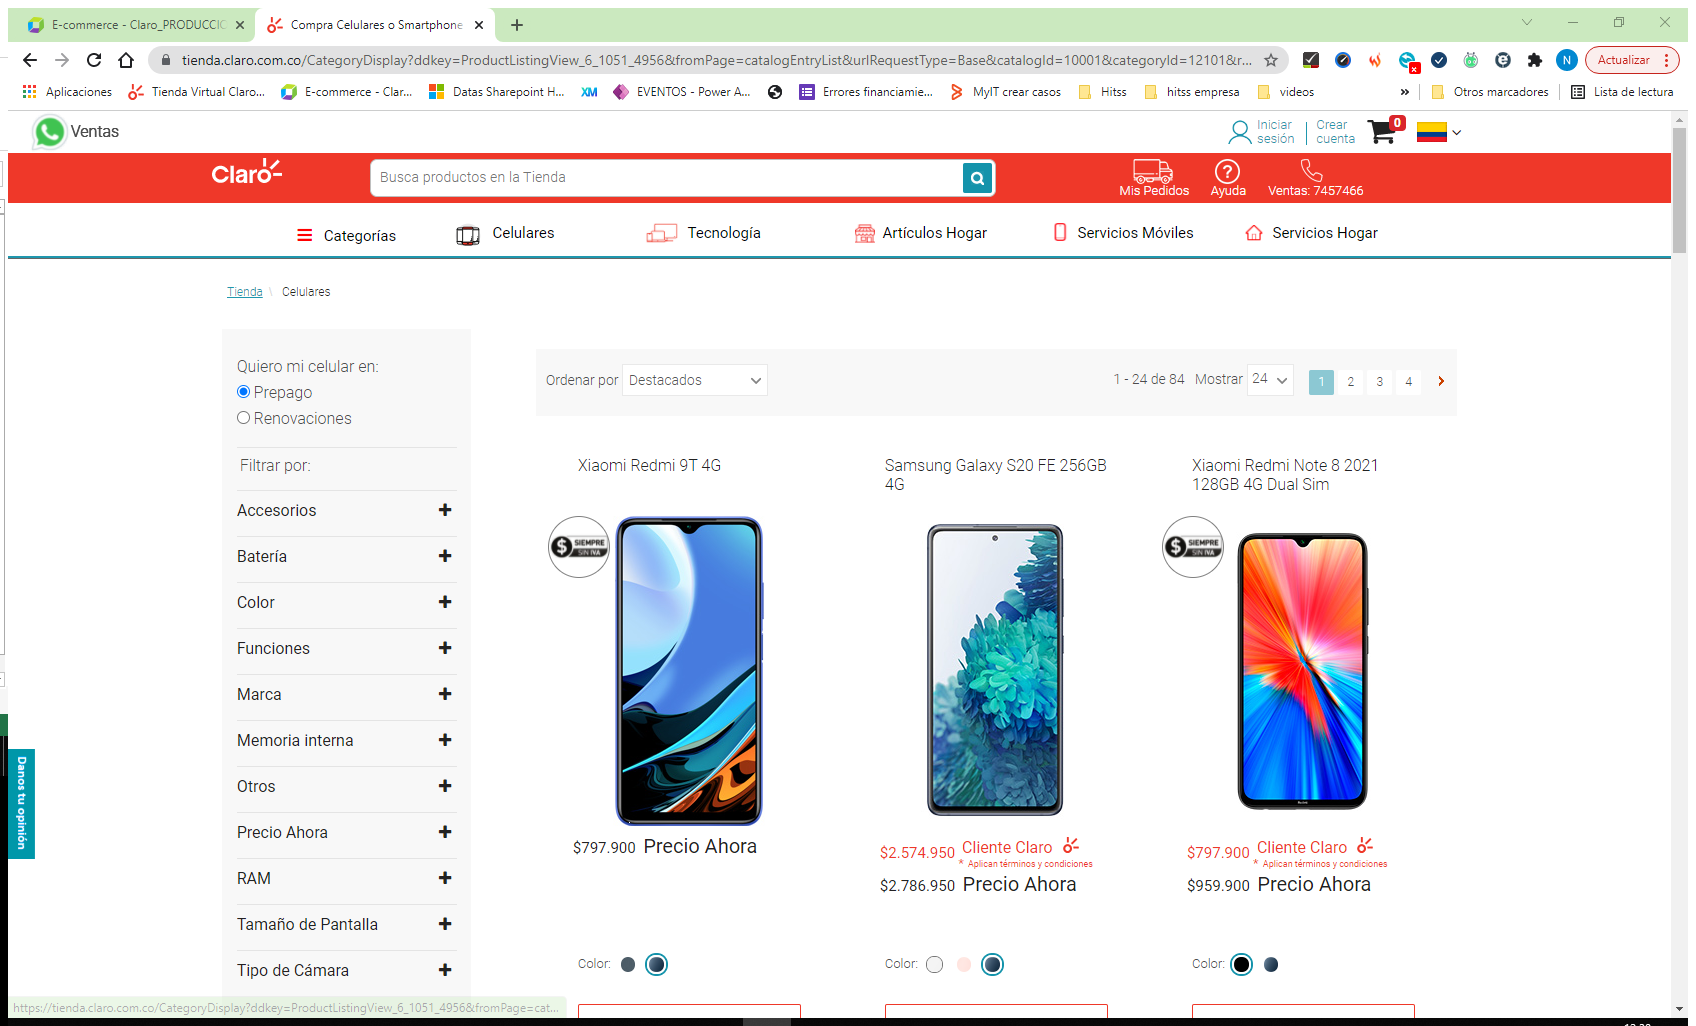 E-commerce - Claro_PRODUCCIC
Compra Celulares o Smartphone
tienda.claro.com.co/CategoryDisplay?ddkey=ProductListingView_6_1051_4956&fromPage=catalogEntryList&urlRequestType=Base&catalogId=10001&categoryId=12101&r...
N
Actualizar
Aplicaciones
Tienda Virtual Claro...
E-commerce - Clar...
Datas Sharepoint H...
XM
EVENTOS - Power A...
Errores financiamie...
MyIT crear casos
Hitss
hitss empresa
videos
»
Otros marcadores
Lista de lectura
Ventas
Iniciar sesión
Crear cuenta
0
Claro
Busca productos en la Tienda
Mis Pedidos
Ayuda
Ventas: 7457466
Categorías
Celulares
Tecnología
Artículos Hogar
Servicios Móviles
Servicios Hogar
Tienda \ Celulares
Quiero mi celular en:
Prepago
Renovaciones
Filtrar por:
Accesorios
Batería
Color
Funciones
Marca
Memoria interna
Otros
Precio Ahora
RAM
Tamaño de Pantalla
Tipo de Cámara
Danos tu opinión
Ordenar por Destacados
1 - 24 de 84 Mostrar 24
1 2 3 4
Xiaomi Redmi 9T 4G
$ SIEMPRE
SIN IVA
$797.900 Precio Ahora
Color:
Samsung Galaxy S20 FE 256GB
4G
$2.574.950 Cliente Claro
* Aplican términos y condiciones
$2.786.950 Precio Ahora
Color:
Xiaomi Redmi Note 8 2021
128GB 4G Dual Sim
$ SIEMPRE
SIN IVA
$797.900 Cliente Claro
* Aplican términos y condiciones
$959.900 Precio Ahora
Color:
https://tienda.claro.com.co/CategoryDisplay?ddkey=ProductListingView_6_1051_4956&fromPage=cat...